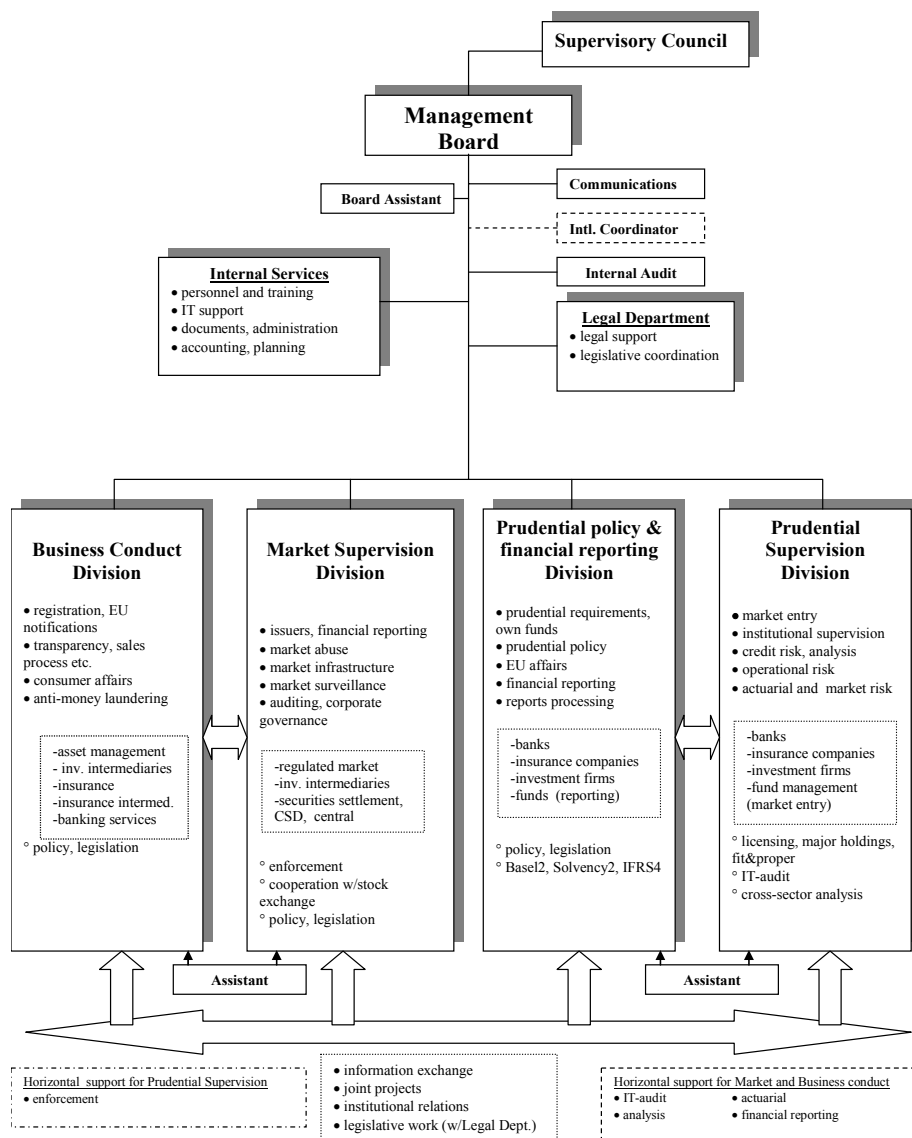 Supervisory Council
Management
Board
Communications
Board Assistant
Intl. Coordinator
Internal Audit
Internal Services
• personnel and training
• IT support
• documents, administration
• accounting, planning
Legal Department
• legal support
• legislative coordination
Business Conduct
Division
• registration, EU
notifications
• transparency, sales
process etc.
• consumer affairs
• anti-money laundering
-asset management
- inv. intermediaries
-insurance
-insurance intermed.
-banking services
° policy, legislation
Market Supervision
Division
• issuers, financial reporting
• market abuse
• market infrastructure
• market surveillance
• auditing, corporate
governance
-regulated market
-inv. intermediaries
-securities settlement,
CSD, central
° enforcement
° cooperation w/stock
exchange
° policy, legislation
Prudential policy &
financial reporting
Division
• prudential requirements,
own funds
• prudential policy
• EU affairs
• financial reporting
• reports processing
-banks
-insurance companies
-investment firms
-funds (reporting)
° policy, legislation
° Basel2, Solvency2, IFRS4
Prudential
Supervision
Division
• market entry
• institutional supervision
• credit risk, analysis
• operational risk
• actuarial and market risk
-banks
-insurance companies
-investment firms
-fund management
(market entry)
° licensing, major holdings,
fit&proper
° IT-audit
° cross-sector analysis
Assistant
Assistant
Horizontal support for Prudential Supervision
• enforcement
• information exchange
• joint projects
• institutional relations
• legislative work (w/Legal Dept.)
Horizontal support for Market and Business conduct
• IT-audit • actuarial
• analysis • financial reporting